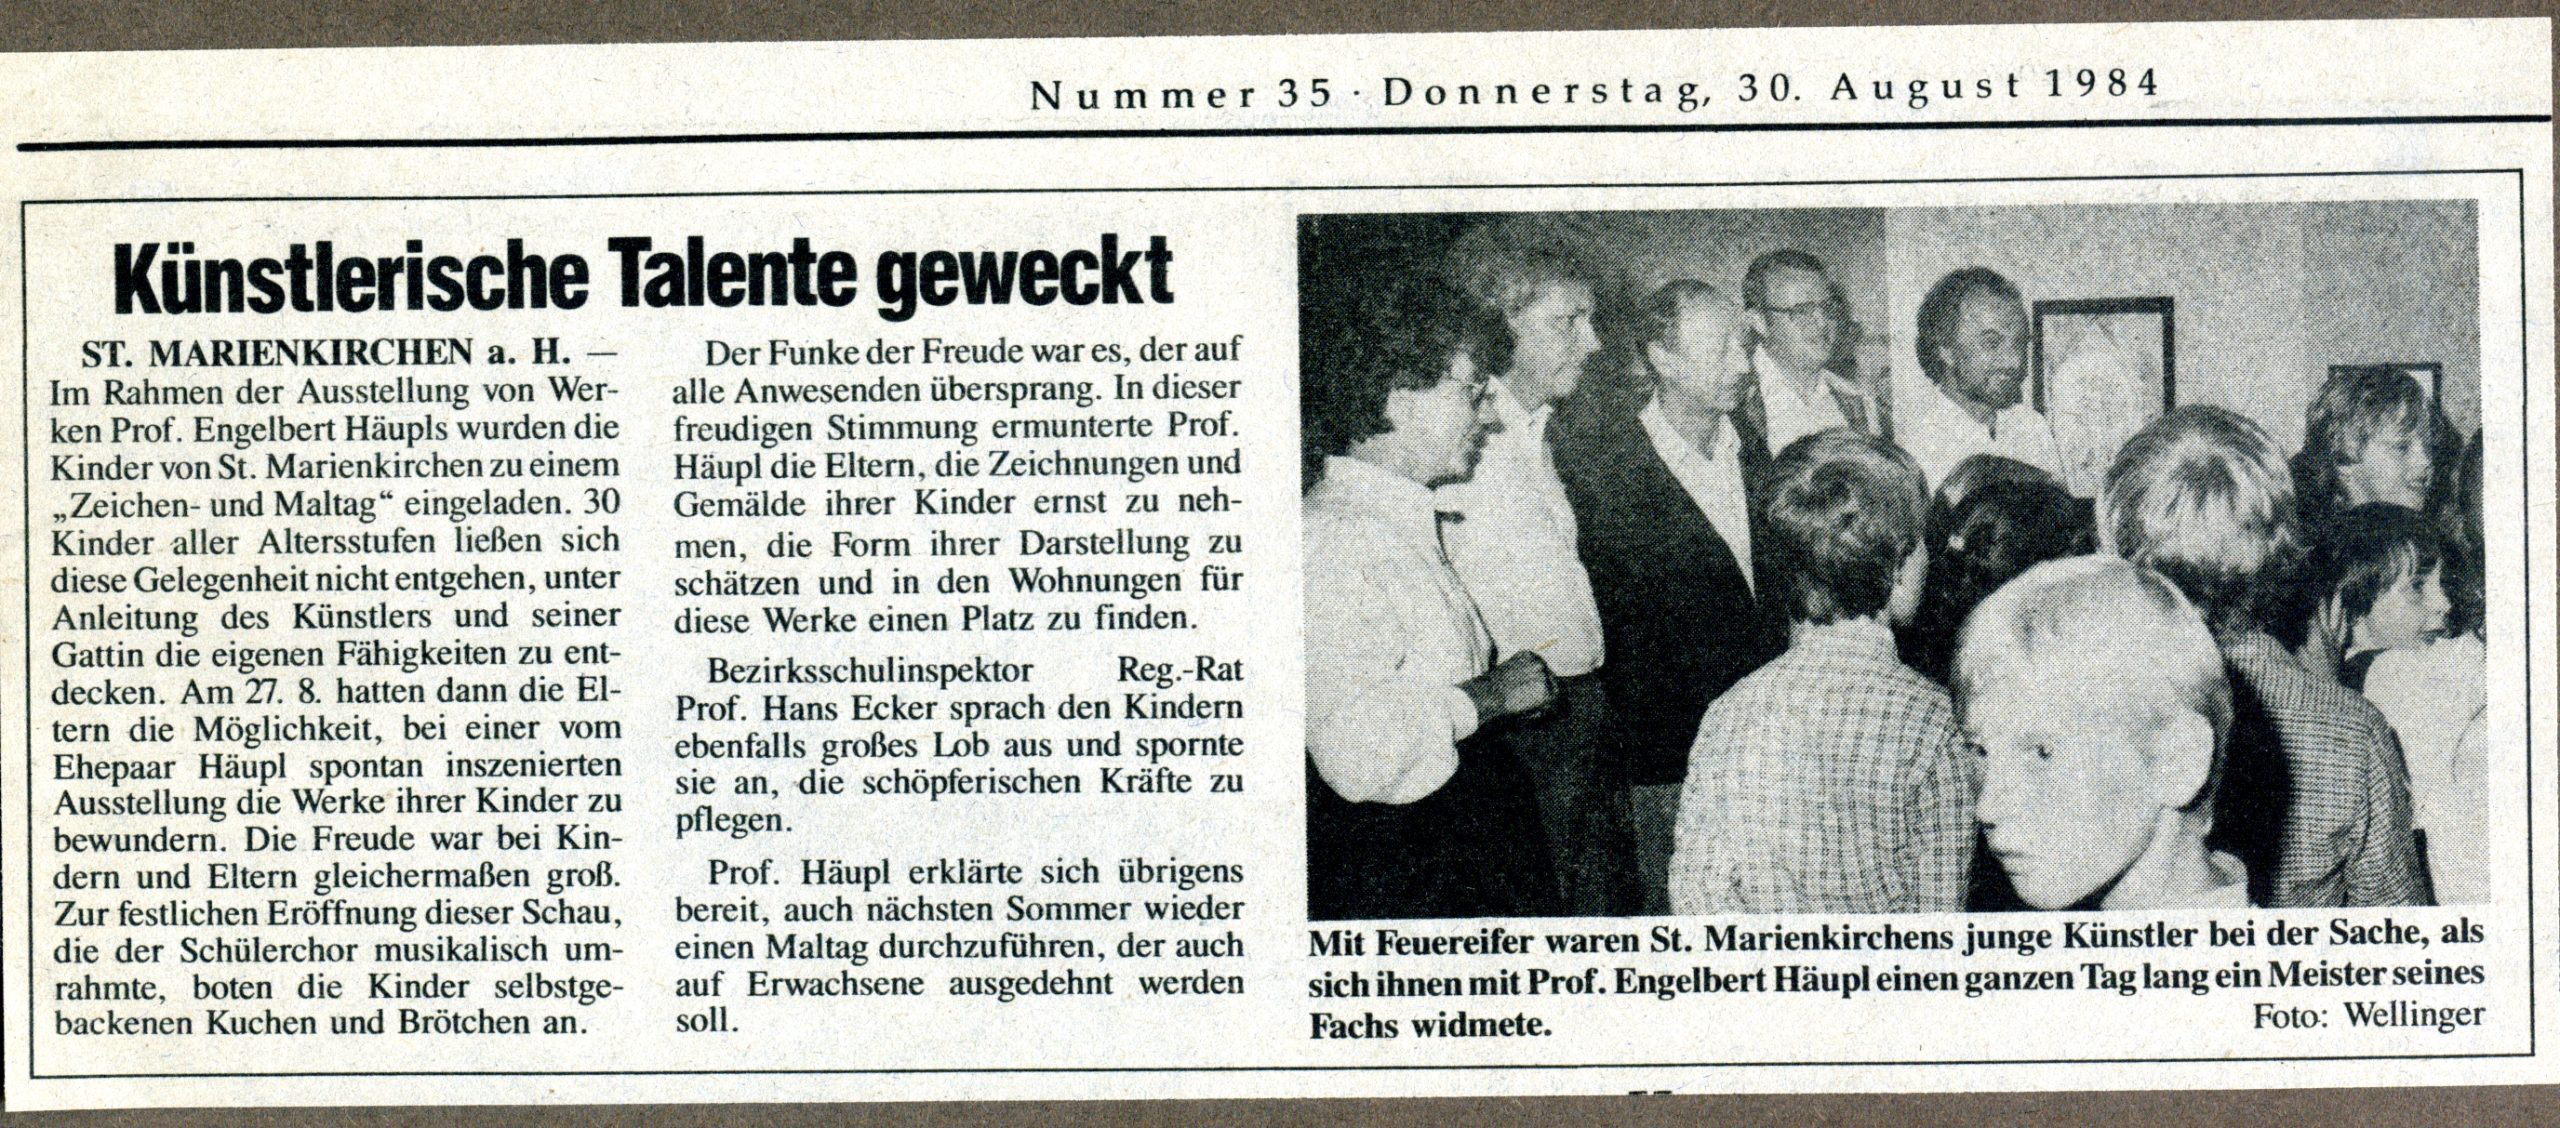 Nummer 35 · Donnerstag, 30. August 1984
Künstlerische Talente geweckt
ST. MARIENKIRCHEN a. H. —
Im Rahmen der Ausstellung von Wer-
ken Prof. Engelbert Häupls wurden die
Kinder von St. Marienkirchen zu einem
„Zeichen- und Maltag“ eingeladen. 30
Kinder aller Altersstufen ließen sich
diese Gelegenheit nicht entgehen, unter
Anleitung des Künstlers und seiner
Gattin die eigenen Fähigkeiten zu ent-
decken. Am 27. 8. hatten dann die El-
tern die Möglichkeit, bei einer vom
Ehepaar Häupl spontan inszenierten
Ausstellung die Werke ihrer Kinder zu
bewundern. Die Freude war bei Kin-
dern und Eltern gleichermaßen groß.
Zur festlichen Eröffnung dieser Schau,
die der Schülerchor musikalisch um-
rahmte, boten die Kinder selbstge-
backenen Kuchen und Brötchen an.
Der Funke der Freude war es, der auf
alle Anwesenden übersprang. In dieser
freudigen Stimmung ermunterte Prof.
Häupl die Eltern, die Zeichnungen und
Gemälde ihrer Kinder ernst zu neh-
men, die Form ihrer Darstellung zu
schätzen und in den Wohnungen für
diese Werke einen Platz zu finden.
Bezirksschulinspektor Reg.-Rat
Prof. Hans Ecker sprach den Kindern
ebenfalls großes Lob aus und spornte
sie an, die schöpferischen Kräfte zu
pflegen.
Prof. Häupl erklärte sich übrigens
bereit, auch nächsten Sommer wieder
einen Maltag durchzuführen, der auch
auf Erwachsene ausgedehnt werden
soll.
Mit Feuereifer waren St. Marienkirchens junge Künstler bei der Sache, als
sich ihnen mit Prof. Engelbert Häupl einen ganzen Tag lang ein Meister seines
Fachs widmete. Foto: Wellinger